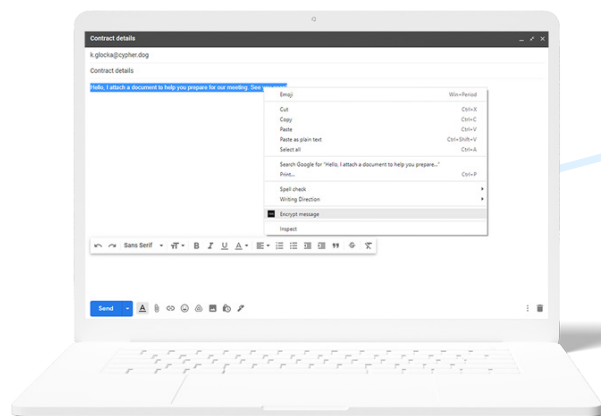 Contract details
k.glocka@cypher.dog
Contract details
Hello, I attach a document to help you prepare for our meeting. See
Emoji Win+Period
Cut Ctrl+X
Copy Ctrl+C
Paste Ctrl+V
Paste as plain text Ctrl+Shift+V
Select all Ctrl+A
Search Google for "Hello, I attach a document to help you prepare..."
Print... Ctrl+P
Spell check
Writing Direction
Encrypt message
Inspect
Sans Serif
Send